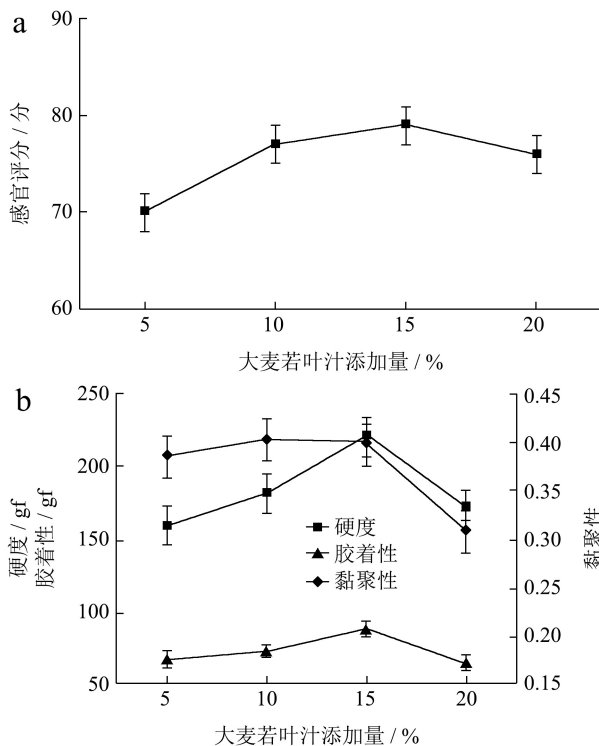 a
90
80
70
60
感官评分 / 分
5 10 15 20
大麦若叶汁添加量 / %
b
250
200
150
100
50
硬度 / gf
胶着性 / gf
0.45
0.40
0.35
0.30
0.25
0.20
0.15
黏聚性
硬度
胶着性
黏聚性
5 10 15 20
大麦若叶汁添加量 / %